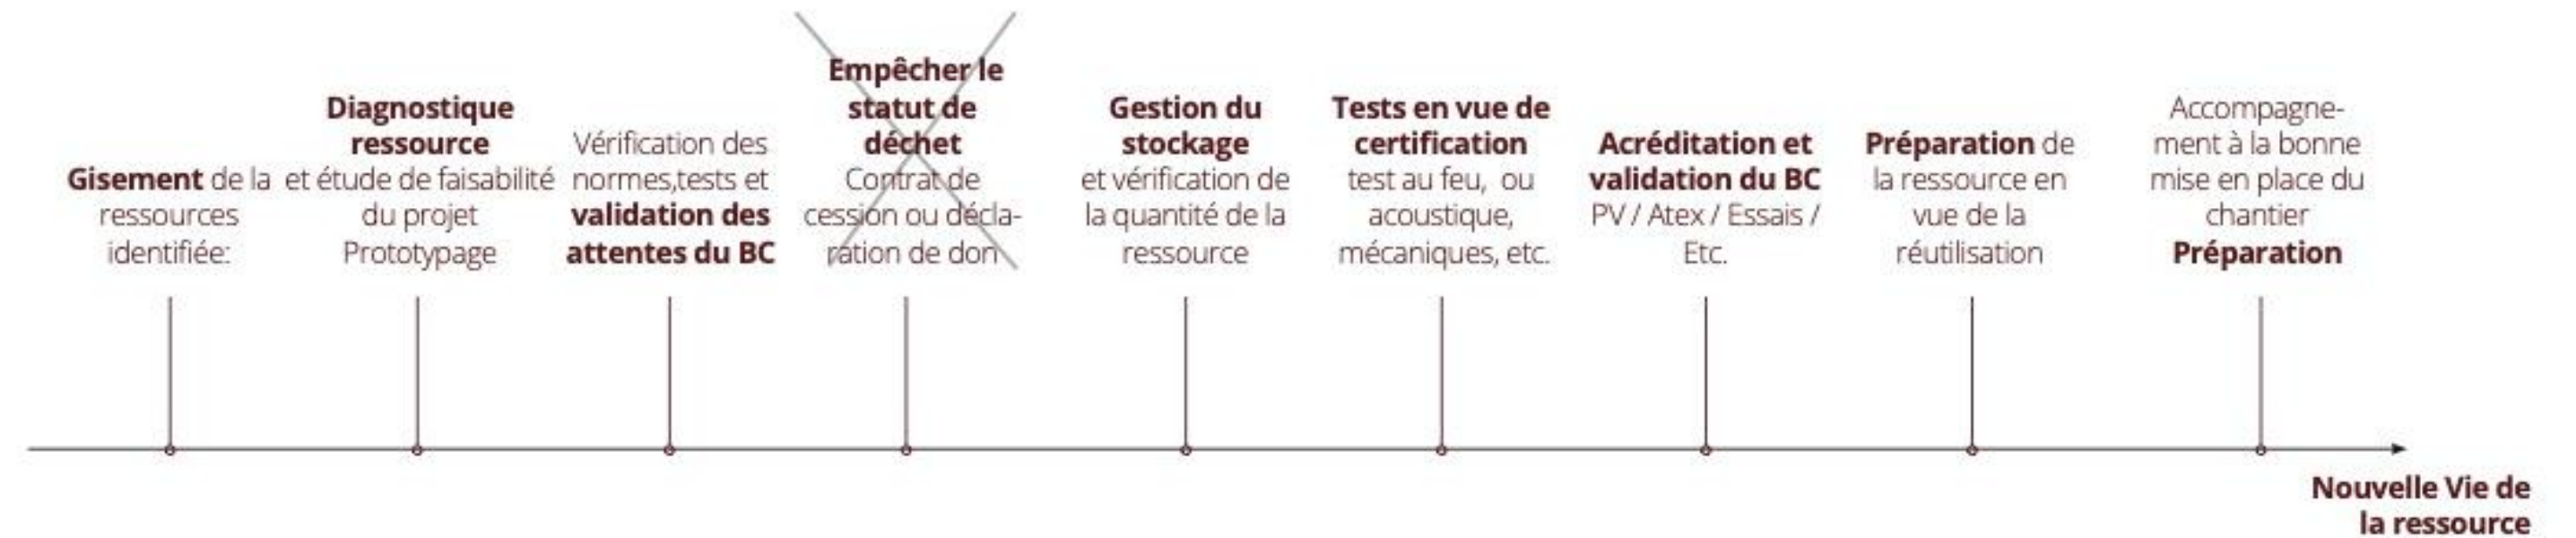 Gisement de la
ressources
identifiée:
Diagnostique
ressource
et étude de faisabilité
du projet
Prototypage
Vérification des
normes,tests et
validation des
attentes du BC
Empêcher le
statut de
déchet
Contrat de
cession ou décla-
ration de don
Gestion du
stockage
et vérification de
la quantité de la
ressource
Tests en vue de
certification
test au feu, ou
acoustique,
mécaniques, etc.
Acréditation et
validation du BC
PV / Atex / Essais /
Etc.
Préparation de
la ressource en
vue de la
réutilisation
Accompagne-
ment à la bonne
mise en place du
chantier
Préparation
Nouvelle Vie de
la ressource